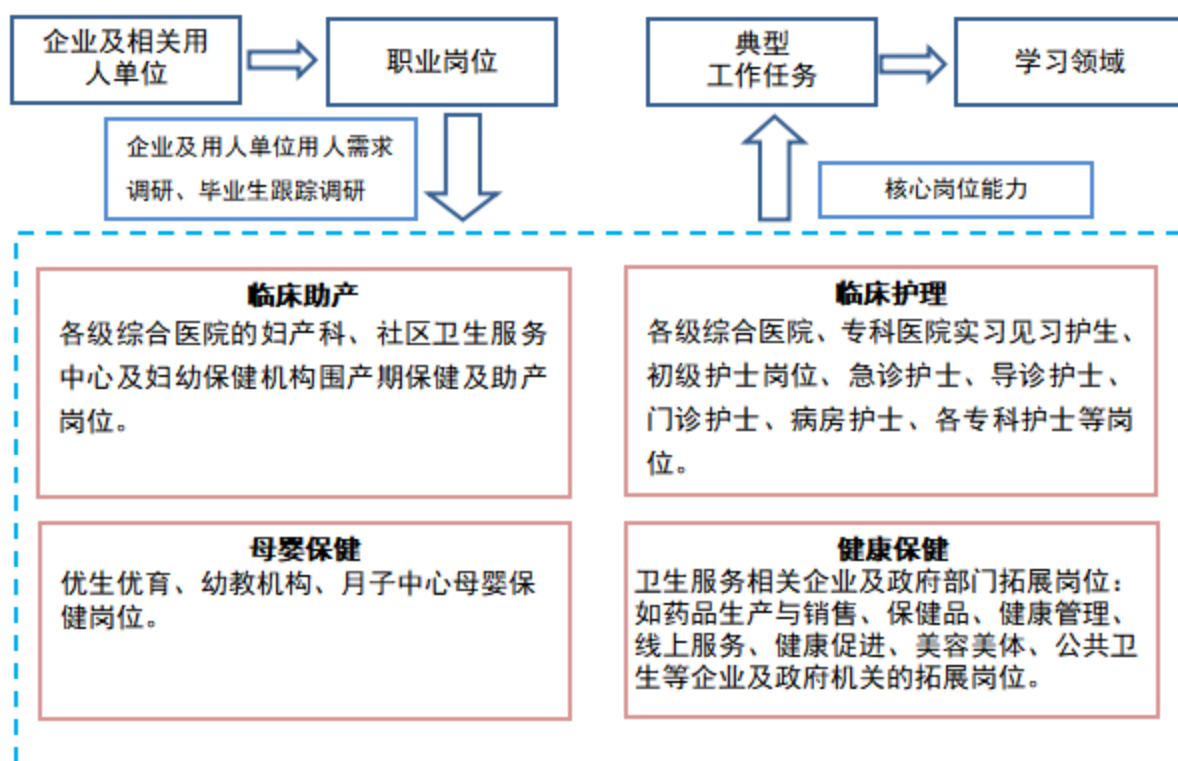 企业及相关用
人单位
职业岗位
典型
工作任务
学习领域
企业及用人单位用人需求
调研、毕业生跟踪调研
核心岗位能力
临床助产
各级综合医院的妇产科、社区卫生服务
中心及妇幼保健机构围产期保健及助产
岗位。
临床护理
各级综合医院、专科医院实习见习护生、
初级护士岗位、急诊护士、导诊护士、
门诊护士、病房护士、各专科护士等岗
位。
母婴保健
优生优育、幼教机构、月子中心母婴保
健岗位。
健康保健
卫生服务相关企业及政府部门拓展岗位：
如药品生产与销售、保健品、健康管理、
线上服务、健康促进、美容美体、公共卫
生等企业及政府机关的拓展岗位。